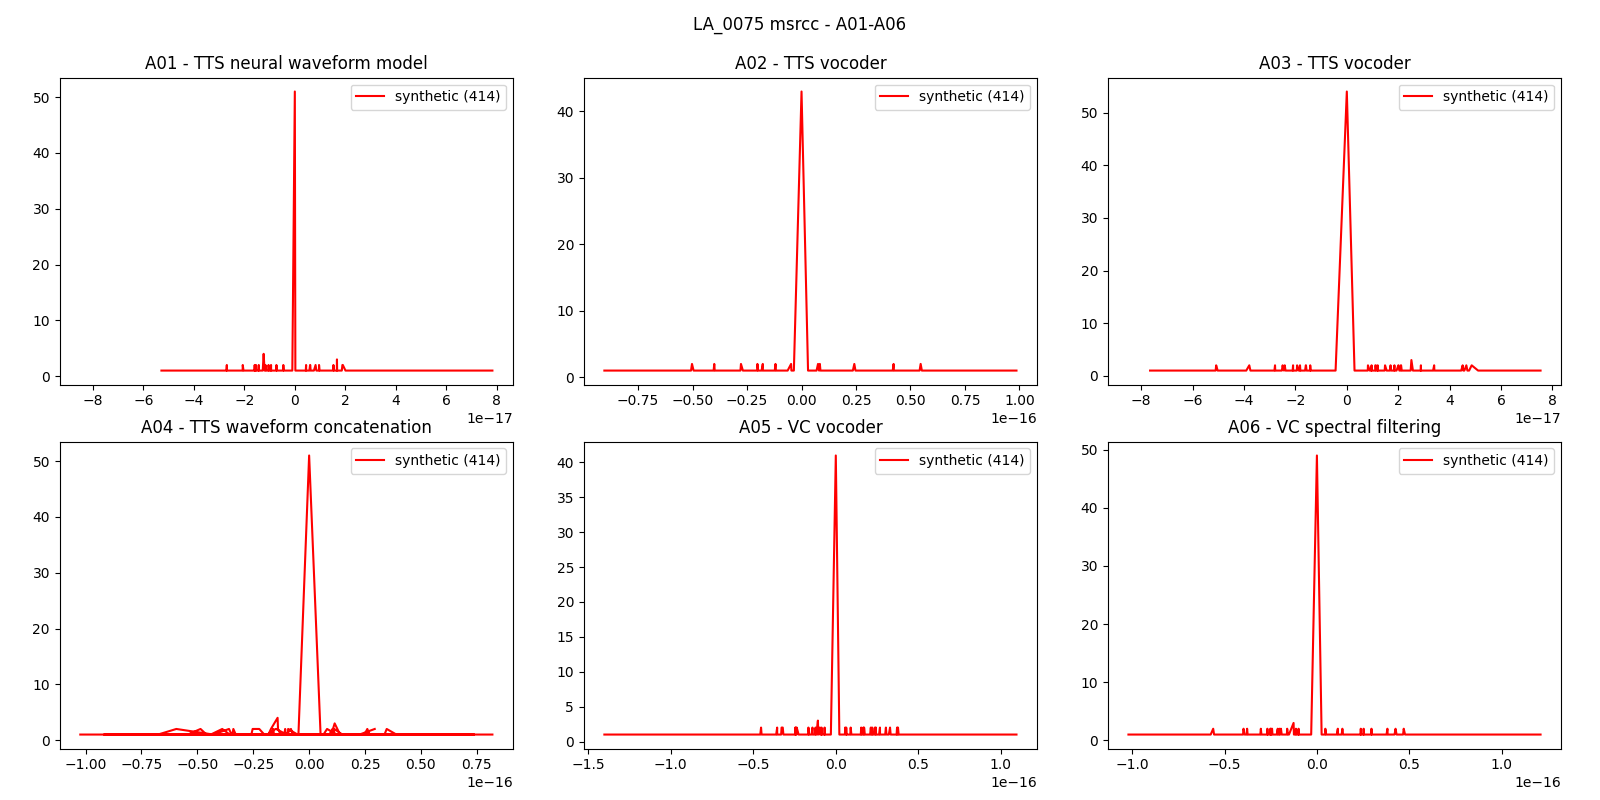 LA_0075 msrcc - A01-A06
A01 - TTS neural waveform model
synthetic (414)
50
40
30
20
10
0
−8 −6 −4 −2 0 2 4 6 8
1e−17
A02 - TTS vocoder
synthetic (414)
40
30
20
10
0
−0.75 −0.50 −0.25 0.00 0.25 0.50 0.75 1.00
1e−16
A03 - TTS vocoder
synthetic (414)
50
40
30
20
10
0
−8 −6 −4 −2 0 2 4 6 8
1e−17
A04 - TTS waveform concatenation
synthetic (414)
50
40
30
20
10
0
−1.00 −0.75 −0.50 −0.25 0.00 0.25 0.50 0.75
1e−16
A05 - VC vocoder
synthetic (414)
40
35
30
25
20
15
10
5
0
−1.5 −1.0 −0.5 0.0 0.5 1.0
1e−16
A06 - VC spectral filtering
synthetic (414)
50
40
30
20
10
0
−1.0 −0.5 0.0 0.5 1.0
1e−16